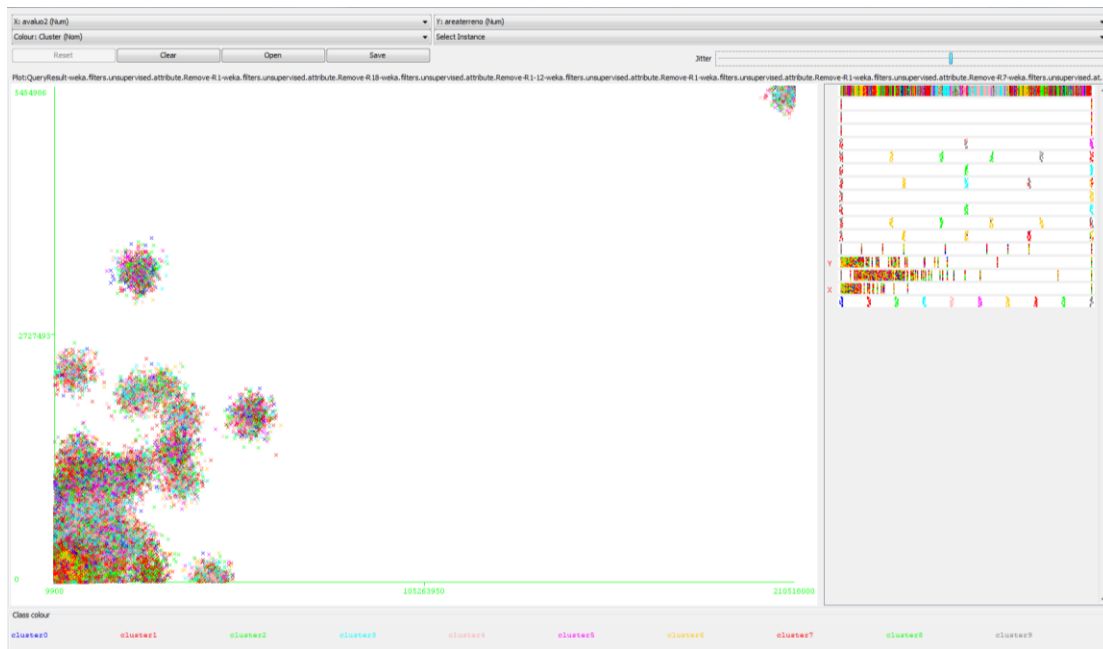 X: avaluo2 (Num) Y: areaterreno (Num)
Colour: Cluster (Nom) Select Instance
Reset Clear Open Save Jitter
Plot:QueryResult-weka.filters.unsupervised.attribute.Remove-R1-weka.filters.unsupervised.attribute.Remove-R18-weka.filters.unsupervised.attribute.Remove-R1-12-weka.filters.unsupervised.attribute.Remove-R1-weka.filters.unsupervised.attribute.Remove-R1-weka.filters.unsupervised.attribute.Remove-R7-weka.filters.unsupervised.at..
5454986
2727493
0
9900 105263950 210518000
Y
X
Class colour
cluster0 cluster1 cluster2 cluster3 cluster4 cluster5 cluster6 cluster7 cluster8 cluster9